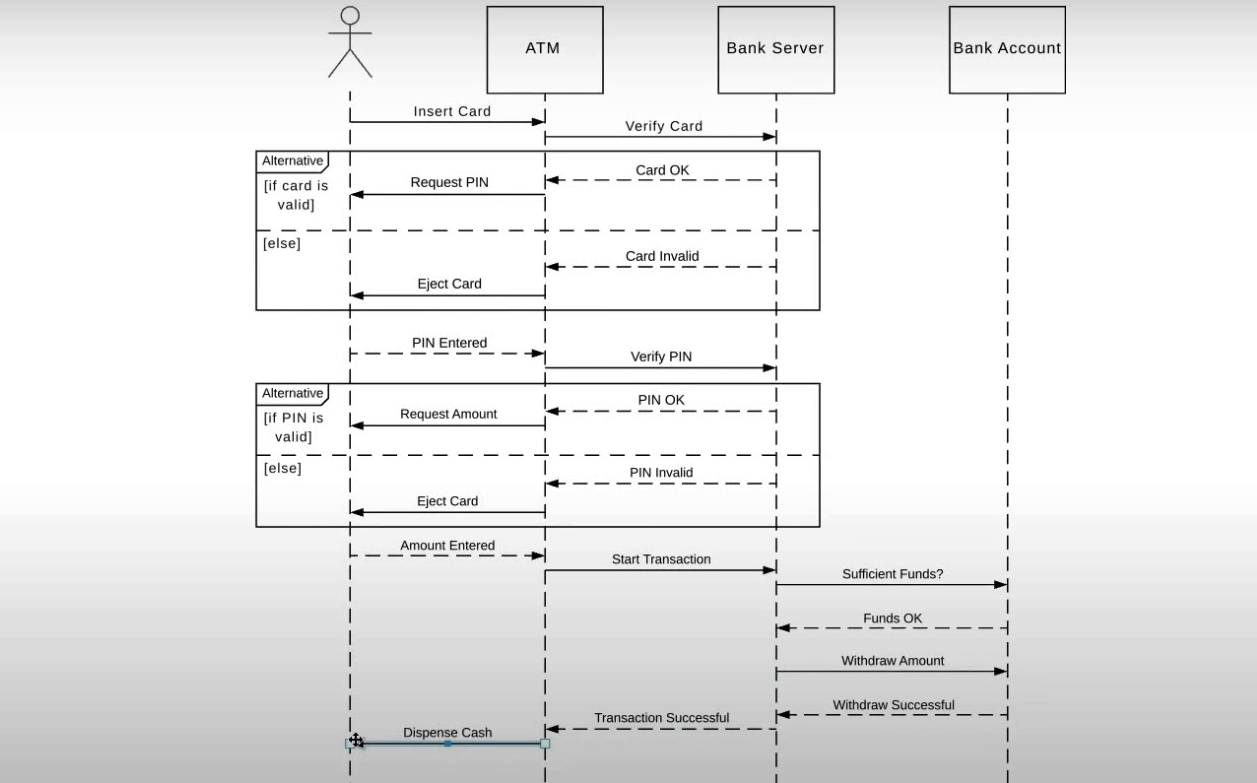 ATM
Bank Server
Bank Account
Insert Card
Verify Card
Alternative
[if card is
valid]
Card OK
Request PIN
[else]
Card Invalid
Eject Card
PIN Entered
Verify PIN
Alternative
[if PIN is
valid]
PIN OK
Request Amount
[else]
PIN Invalid
Eject Card
Amount Entered
Start Transaction
Sufficient Funds?
Funds OK
Withdraw Amount
Withdraw Successful
Transaction Successful
Dispense Cash